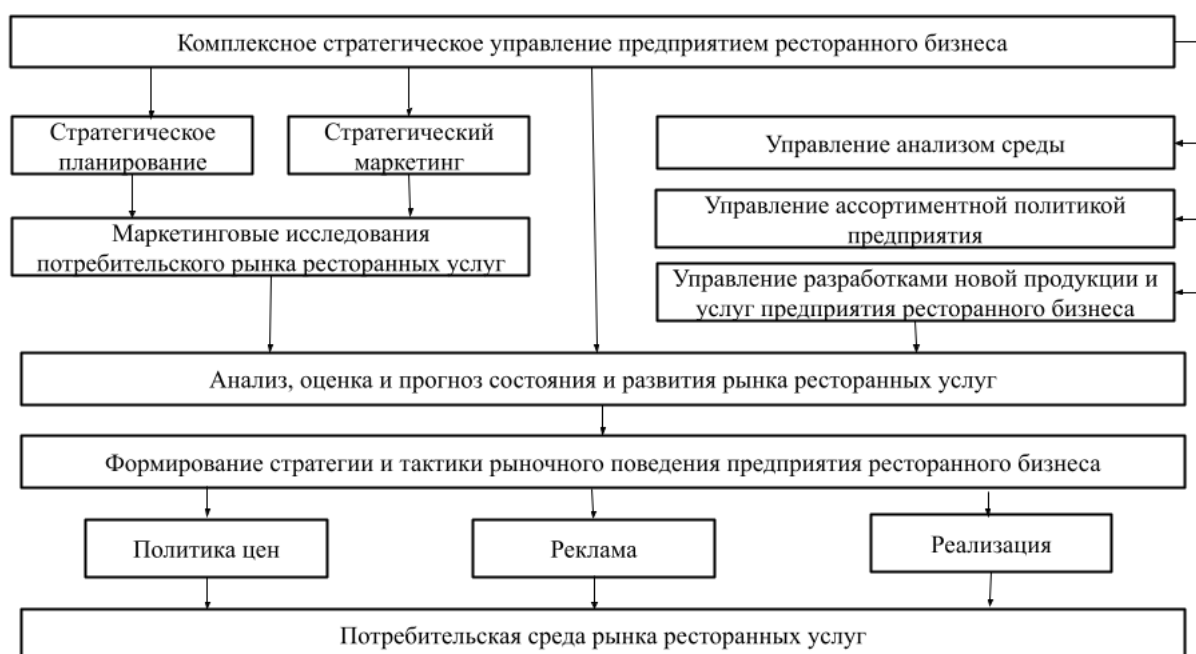 Комплексное стратегическое управление предприятием ресторанного бизнеса
Стратегическое
планирование
Стратегический
маркетинг
Управление анализом среды
Управление ассортиментной политикой
предприятия
Маркетинговые исследования
потребительского рынка ресторанных услуг
Управление разработками новой продукции и
услуг предприятия ресторанного бизнеса
Анализ, оценка и прогноз состояния и развития рынка ресторанных услуг
Формирование стратегии и тактики рыночного поведения предприятия ресторанного бизнеса
Политика цен
Реклама
Реализация
Потребительская среда рынка ресторанных услуг